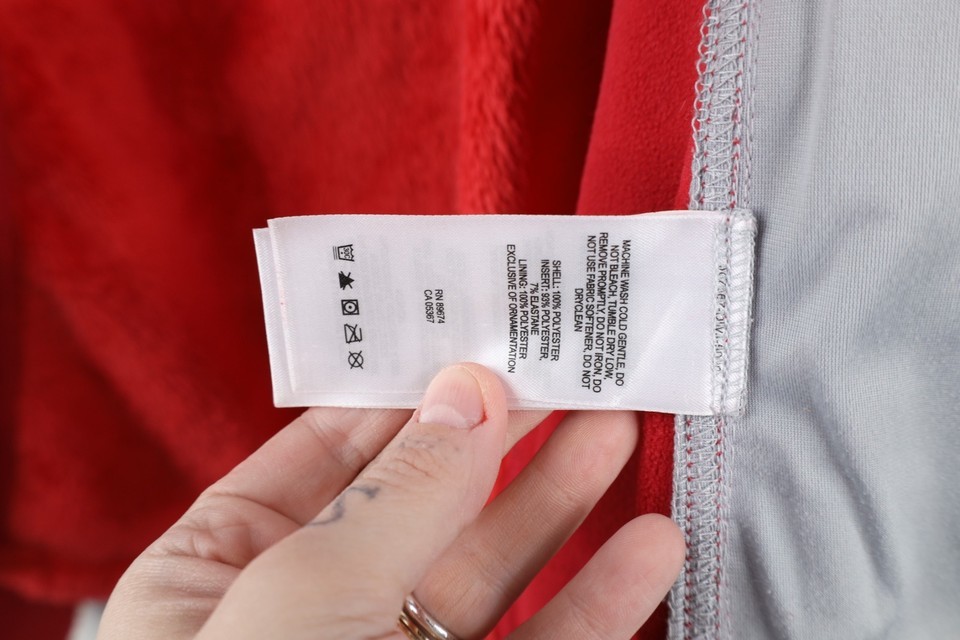 MACHINE WASH COLD GENTLE, DO
NOT BLEACH, TUMBLE DRY LOW,
REMOVE PROMPTLY, DO NOT IRON, DO
NOT USE FABRIC SOFTENER, DO NOT
DRYCLEAN
SHELL: 100% POLYESTER
INSERT: 93% POLYESTER,
7% ELASTANE
LINING: 100% POLYESTER
EXCLUSIVE OF ORNAMENTATION
RN 89674
CA 05367
30